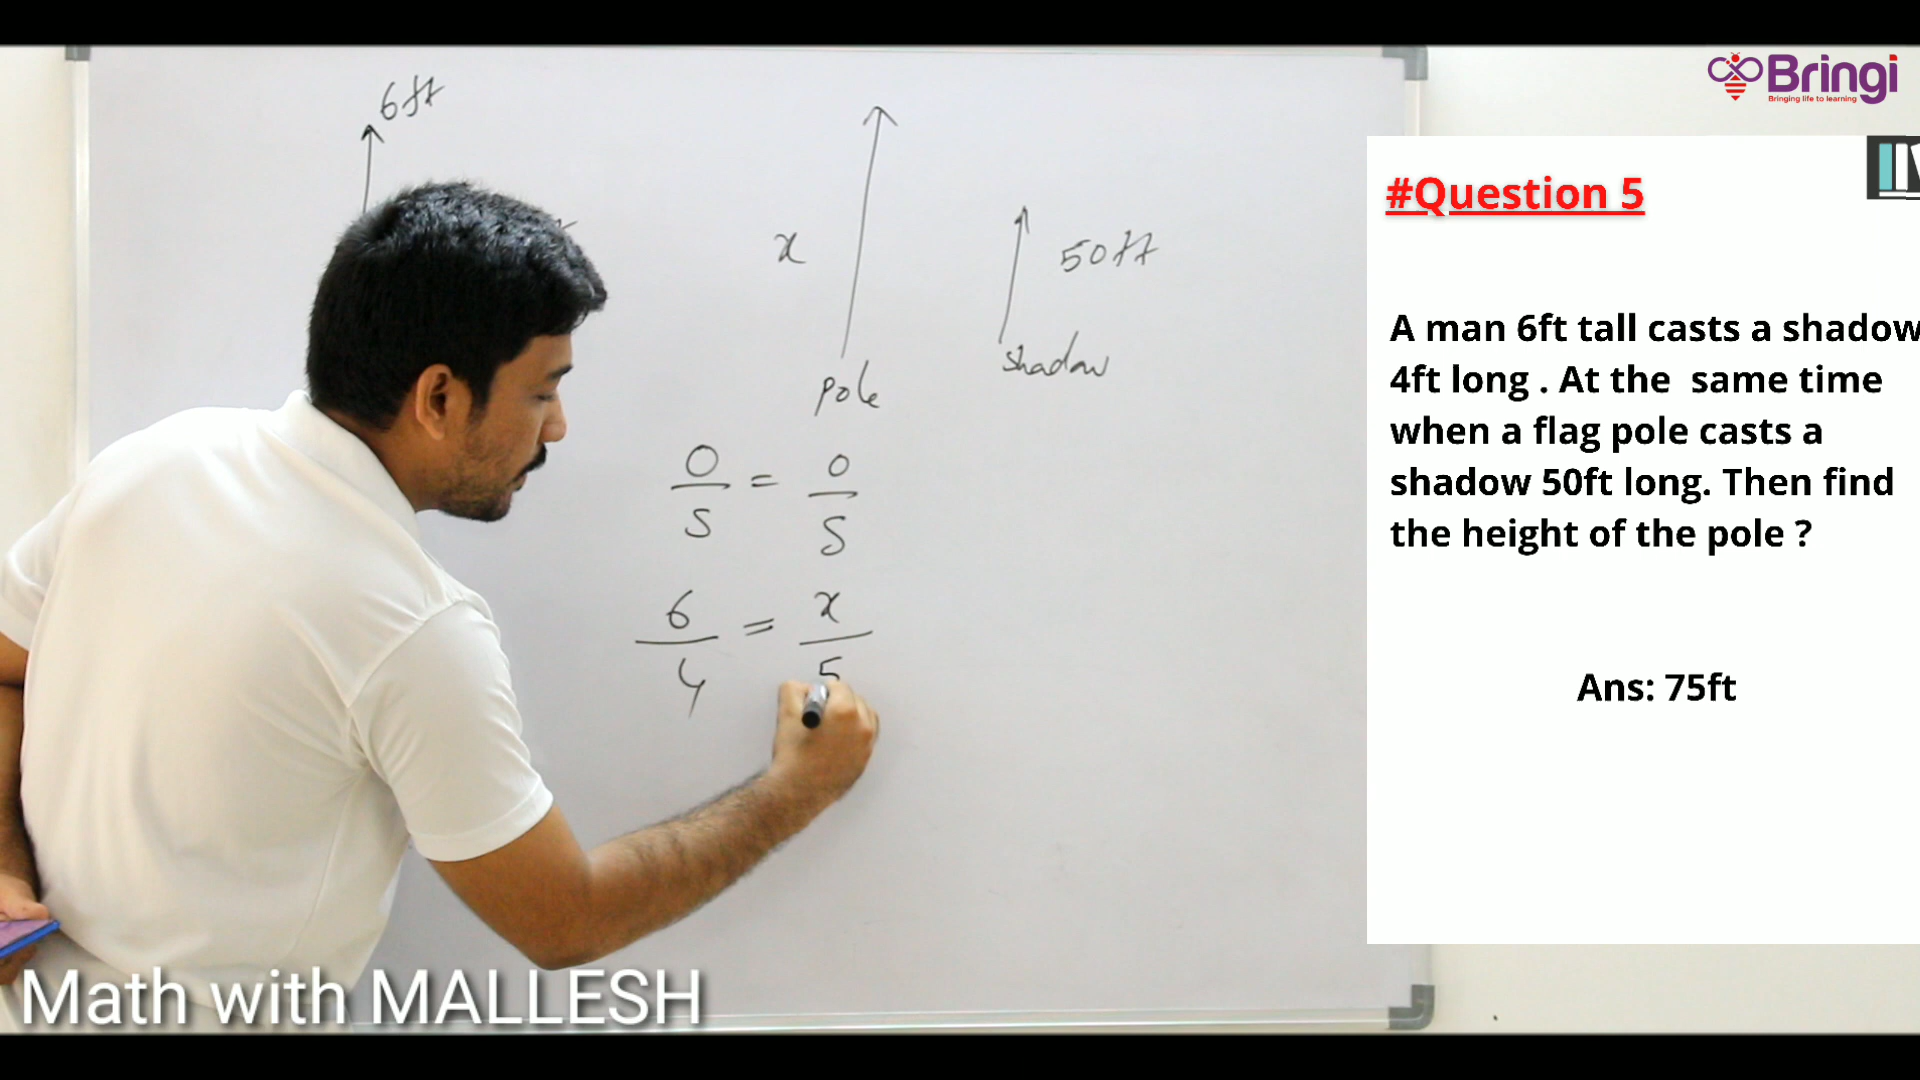 Bringi
Bringing life to learning
#Question 5
A man 6ft tall casts a shadow
4ft long . At the same time
when a flag pole casts a
shadow 50ft long. Then find
the height of the pole ?
Ans: 75ft
6ft
x
50ft
pole
shadow
O/S = O/S
6/4 = x/5
Math with MALLESH